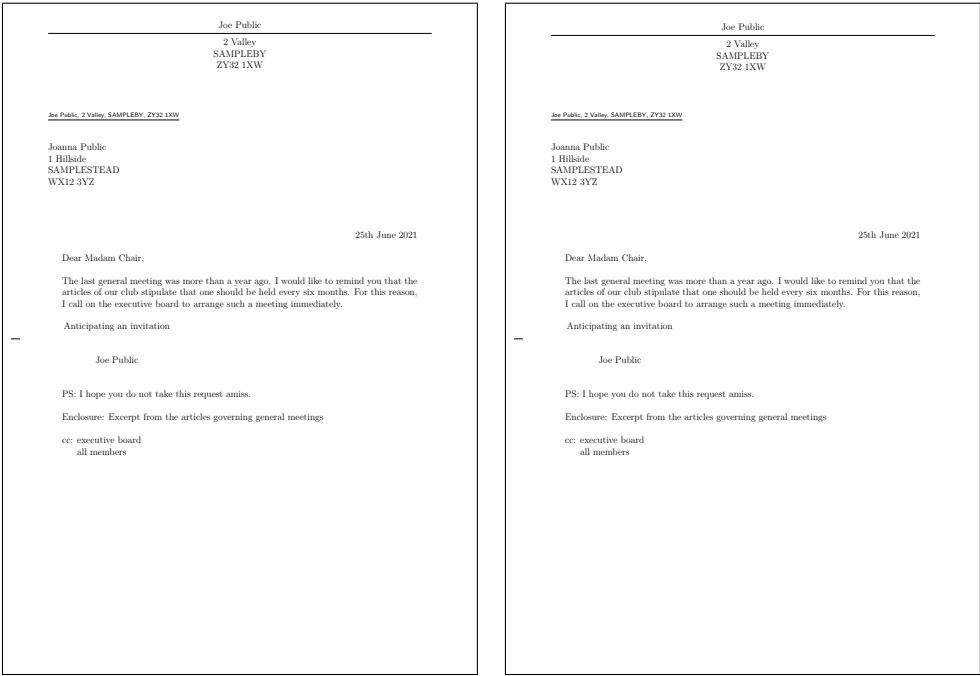 Joe Public
2 Valley
SAMPLEBY
ZY32 1XW
Joe Public, 2 Valley, SAMPLEBY, ZY32 1XW
Joanna Public
1 Hillside
SAMPLESTEAD
WX12 3YZ
25th June 2021
Dear Madam Chair,
The last general meeting was more than a year ago. I would like to remind you that the
articles of our club stipulate that one should be held every six months. For this reason,
I call on the executive board to arrange such a meeting immediately.
Anticipating an invitation
Joe Public
PS: I hope you do not take this request amiss.
Enclosure: Excerpt from the articles governing general meetings
cc: executive board
all members
Joe Public
2 Valley
SAMPLEBY
ZY32 1XW
Joe Public, 2 Valley, SAMPLEBY, ZY32 1XW
Joanna Public
1 Hillside
SAMPLESTEAD
WX12 3YZ
25th June 2021
Dear Madam Chair,
The last general meeting was more than a year ago. I would like to remind you that the
articles of our club stipulate that one should be held every six months. For this reason,
I call on the executive board to arrange such a meeting immediately.
Anticipating an invitation
Joe Public
PS: I hope you do not take this request amiss.
Enclosure: Excerpt from the articles governing general meetings
cc: executive board
all members